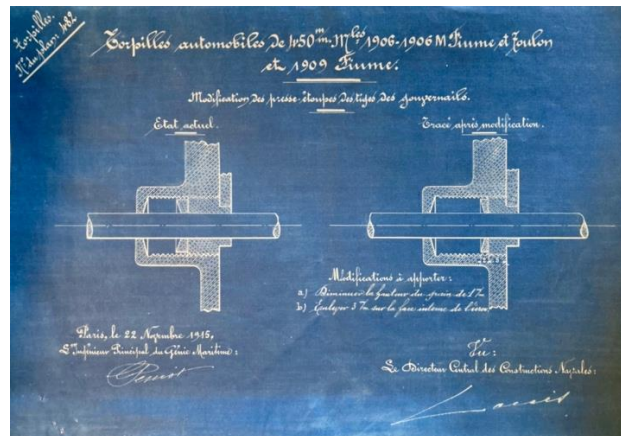 Torpilles.
N° du plan: 482
Torpilles automobiles de 450 m/m. Mles 1906-1906 M Fiume et Toulon
et 1909 Fiume.
Modification des presse-étoupes des tiges des gouvernails.
Etat actuel.
Tracé après modification.
Modifications à apporter:
a) Diminuer la hauteur du grain de 1 m/m
b) Enlever 3 m/m sur la face interne de l'écrou
Paris, le 22 Novembre 1915.
L'Ingénieur Principal du Génie Maritime:
Vu:
Le Directeur Central des Constructions Navales: